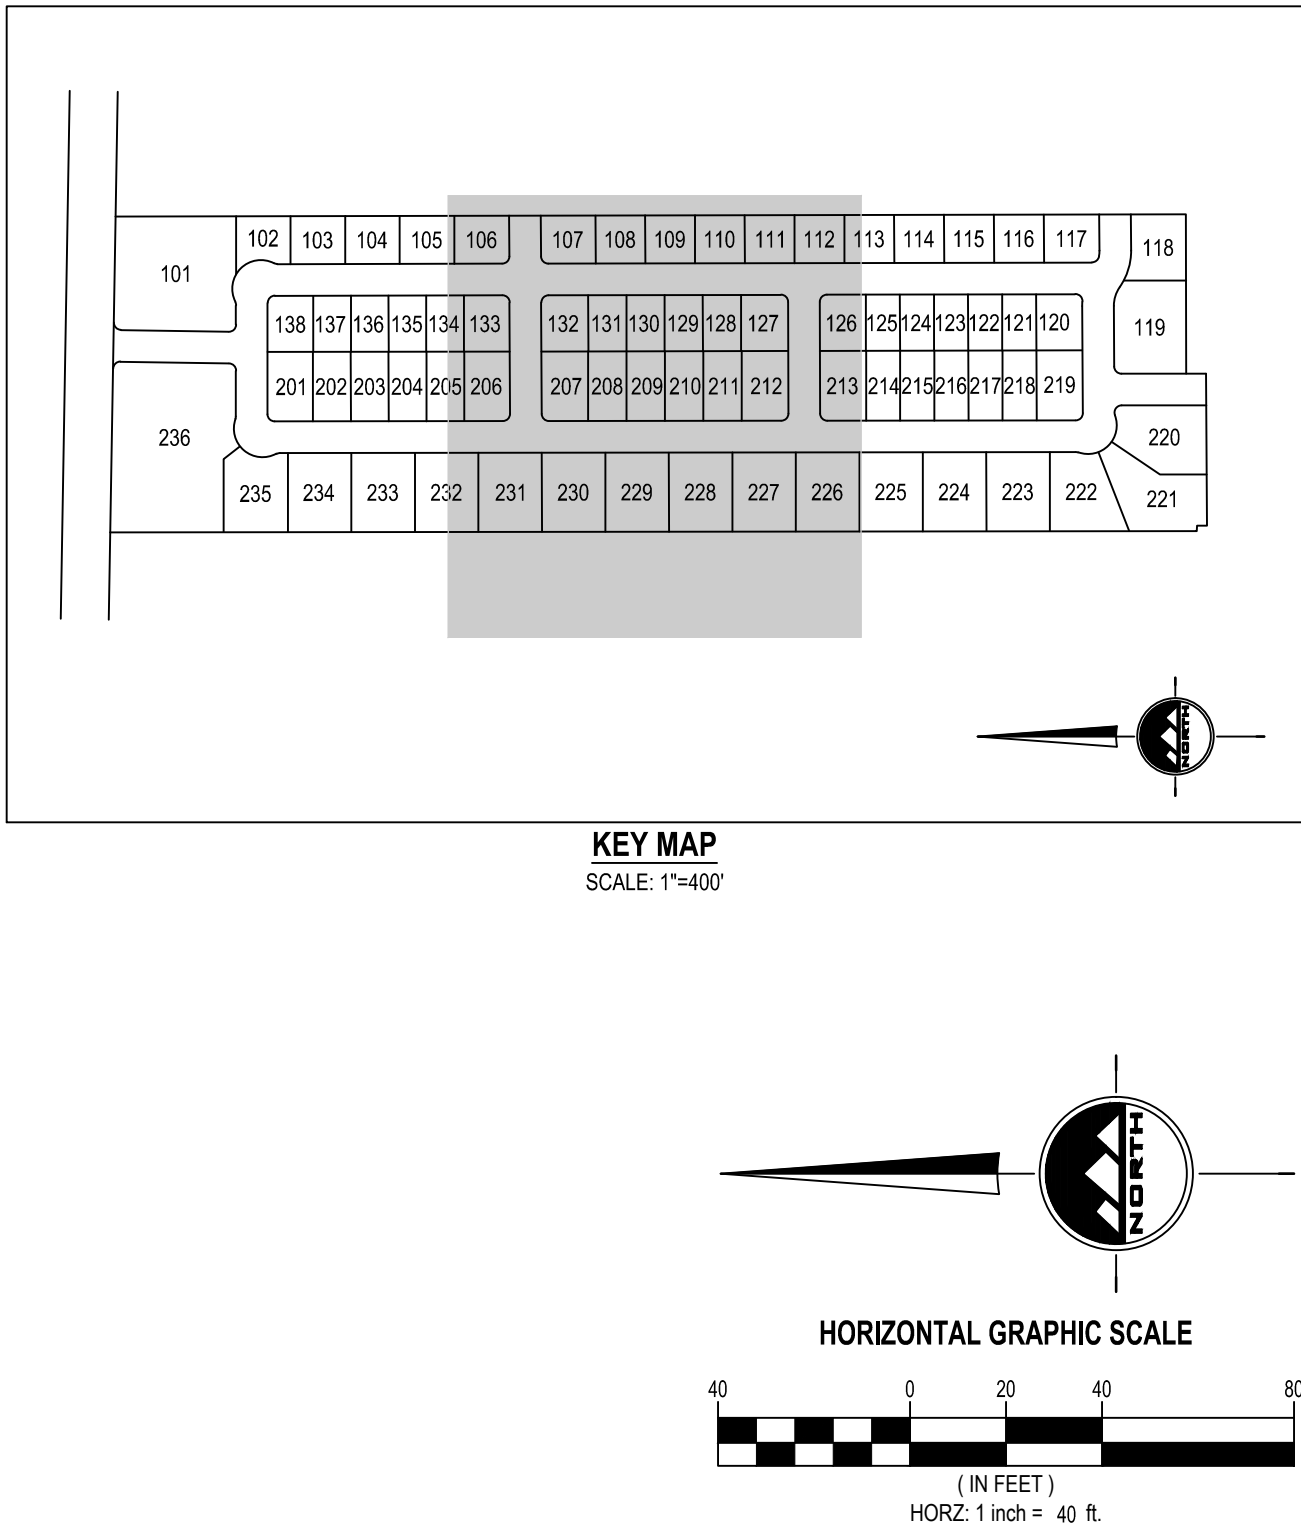 102 103 104 105 106 107 108 109 110 111 112 113 114 115 116 117 118
101
138 137 136 135 134 133 132 131 130 129 128 127 126 125 124 123 122 121 120 119
201 202 203 204 205 206 207 208 209 210 211 212 213 214 215 216 217 218 219
236 220
235 234 233 232 231 230 229 228 227 226 225 224 223 222 221
NORTH
KEY MAP
SCALE: 1"=400'
NORTH
HORIZONTAL GRAPHIC SCALE
40 0 20 40 80
( IN FEET )
HORZ: 1 inch = 40 ft.